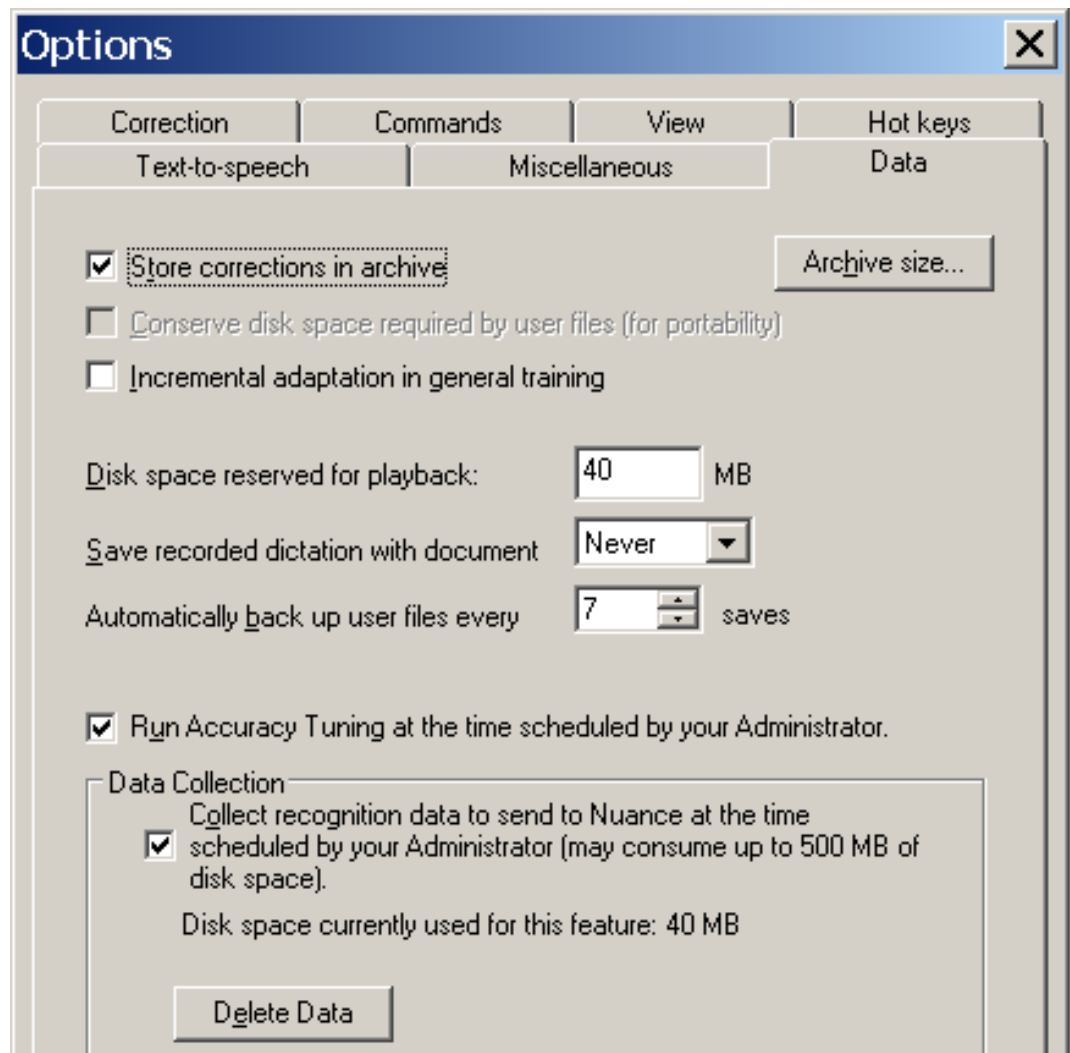 Options
Correction Commands View Hot keys
Text-to-speech Miscellaneous Data
Store corrections in archive Archive size...
Conserve disk space required by user files (for portability)
Incremental adaptation in general training
Disk space reserved for playback: 40 MB
Save recorded dictation with document Never
Automatically back up user files every 7 saves
Run Accuracy Tuning at the time scheduled by your Administrator.
Data Collection
Collect recognition data to send to Nuance at the time
scheduled by your Administrator (may consume up to 500 MB of
disk space).
Disk space currently used for this feature: 40 MB
Delete Data